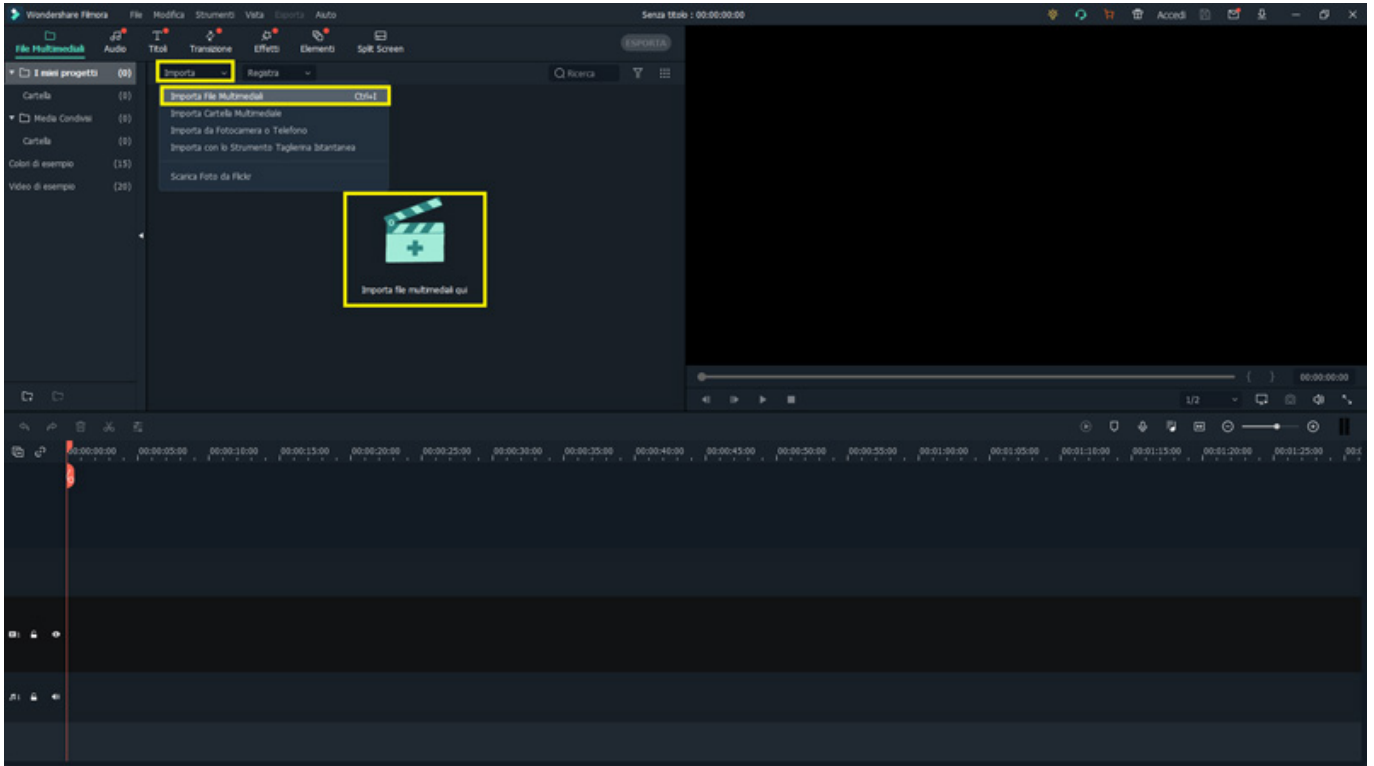 Wondershare Filmora File Modifica Strumenti Vista Esporta Aiuto Senza titolo : 00:00:00:00 Accedi
File Multimediali Audio Titoli Transizione Effetti Elementi Split Screen ESPORTA
I miei progetti (0) Importa Registra Ricerca
Cartella (0) Importa File Multimediali Ctrl+I
Importa Cartella Multimediale
Media Condivisi (0)
Importa da Fotocamera o Telefono
Cartella (0) Importa con lo Strumento Taglierina Istantanea
Colori di esempio (15)
Scarica Foto da Flickr
Video di esempio (20)
Importa file multimediali qui
{ } 00:00:00:00
1/2
00:00:00:00 00:00:05:00 00:00:10:00 00:00:15:00 00:00:20:00 00:00:25:00 00:00:30:00 00:00:35:00 00:00:40:00 00:00:45:00 00:00:50:00 00:00:55:00 00:01:00:00 00:01:05:00 00:01:10:00 00:01:15:00 00:01:20:00 00:01:25:00
1
1